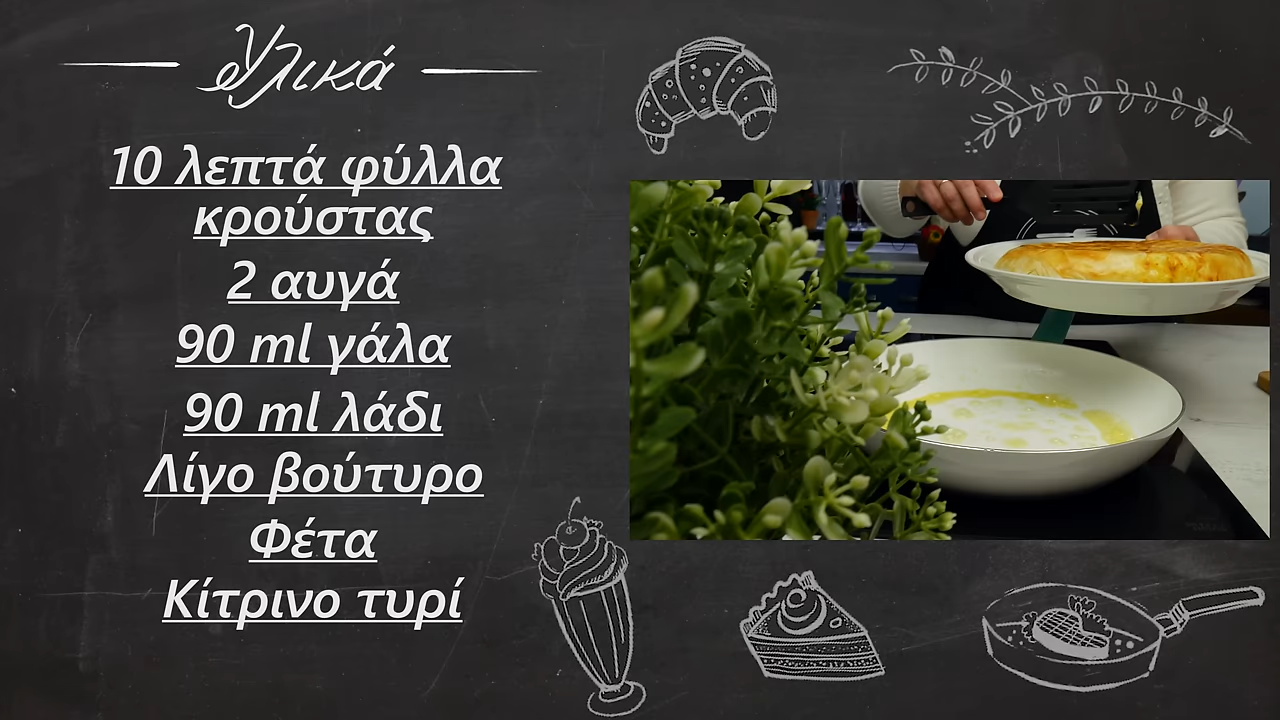 Υλικά
10 λεπτά φύλλα
κρούστας
2 αυγά
90 ml γάλα
90 ml λάδι
Λίγο βούτυρο
Φέτα
Κίτρινο τυρί